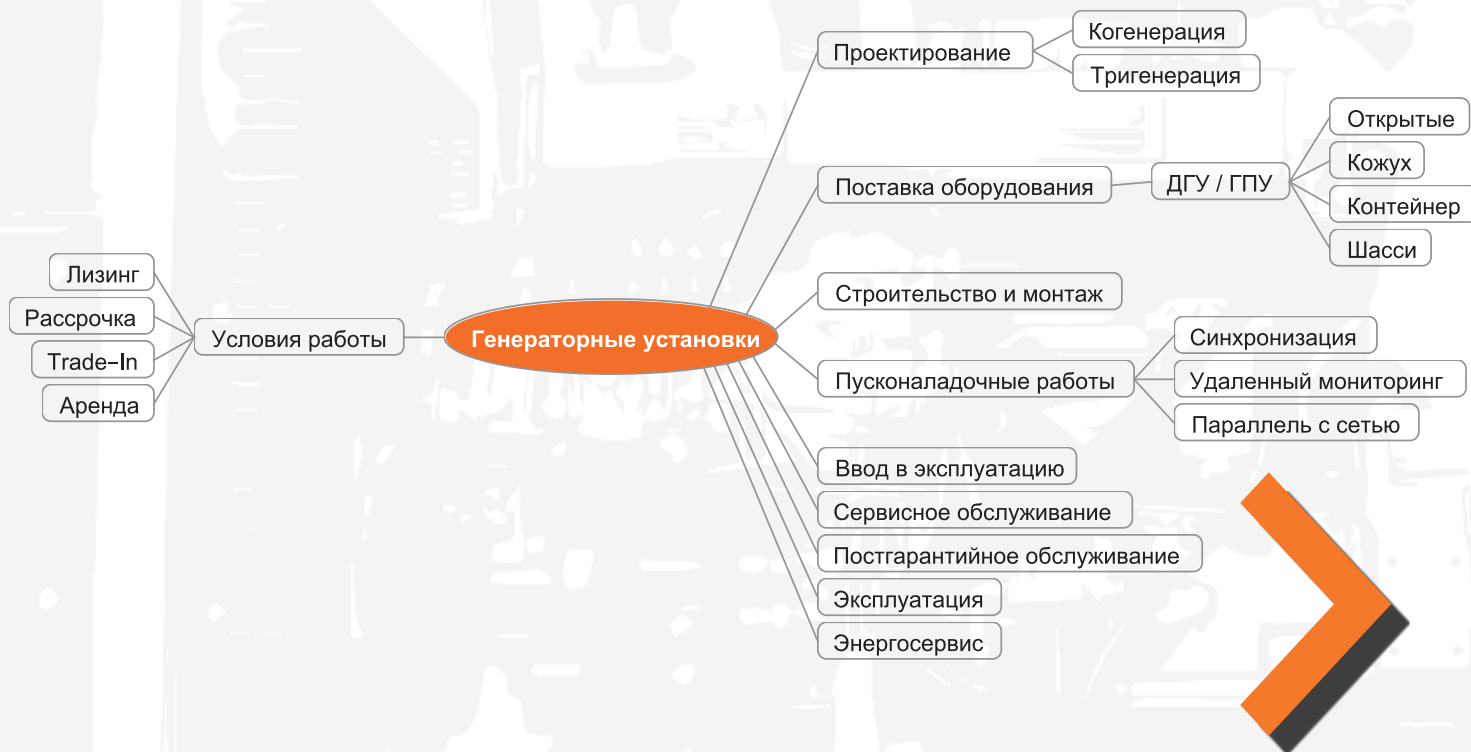 Генераторные установки
Условия работы
Лизинг
Рассрочка
Trade–In
Аренда
Проектирование
Когенерация
Тригенерация
Поставка оборудования
ДГУ / ГПУ
Открытые
Кожух
Контейнер
Шасси
Строительство и монтаж
Пусконаладочные работы
Синхронизация
Удаленный мониторинг
Параллель с сетью
Ввод в эксплуатацию
Сервисное обслуживание
Постгарантийное обслуживание
Эксплуатация
Энергосервис